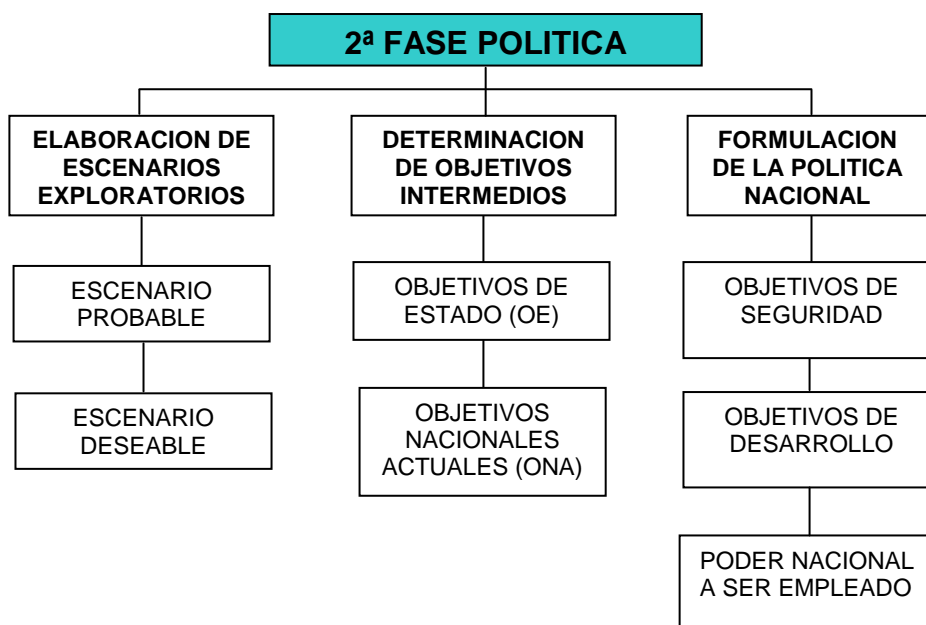 2ª FASE POLITICA
ELABORACION DE
ESCENARIOS
EXPLORATORIOS
ESCENARIO
PROBABLE
ESCENARIO
DESEABLE
DETERMINACION
DE OBJETIVOS
INTERMEDIOS
OBJETIVOS DE
ESTADO (OE)
OBJETIVOS
NACIONALES
ACTUALES (ONA)
FORMULACION
DE LA POLITICA
NACIONAL
OBJETIVOS DE
SEGURIDAD
OBJETIVOS DE
DESARROLLO
PODER NACIONAL
A SER EMPLEADO